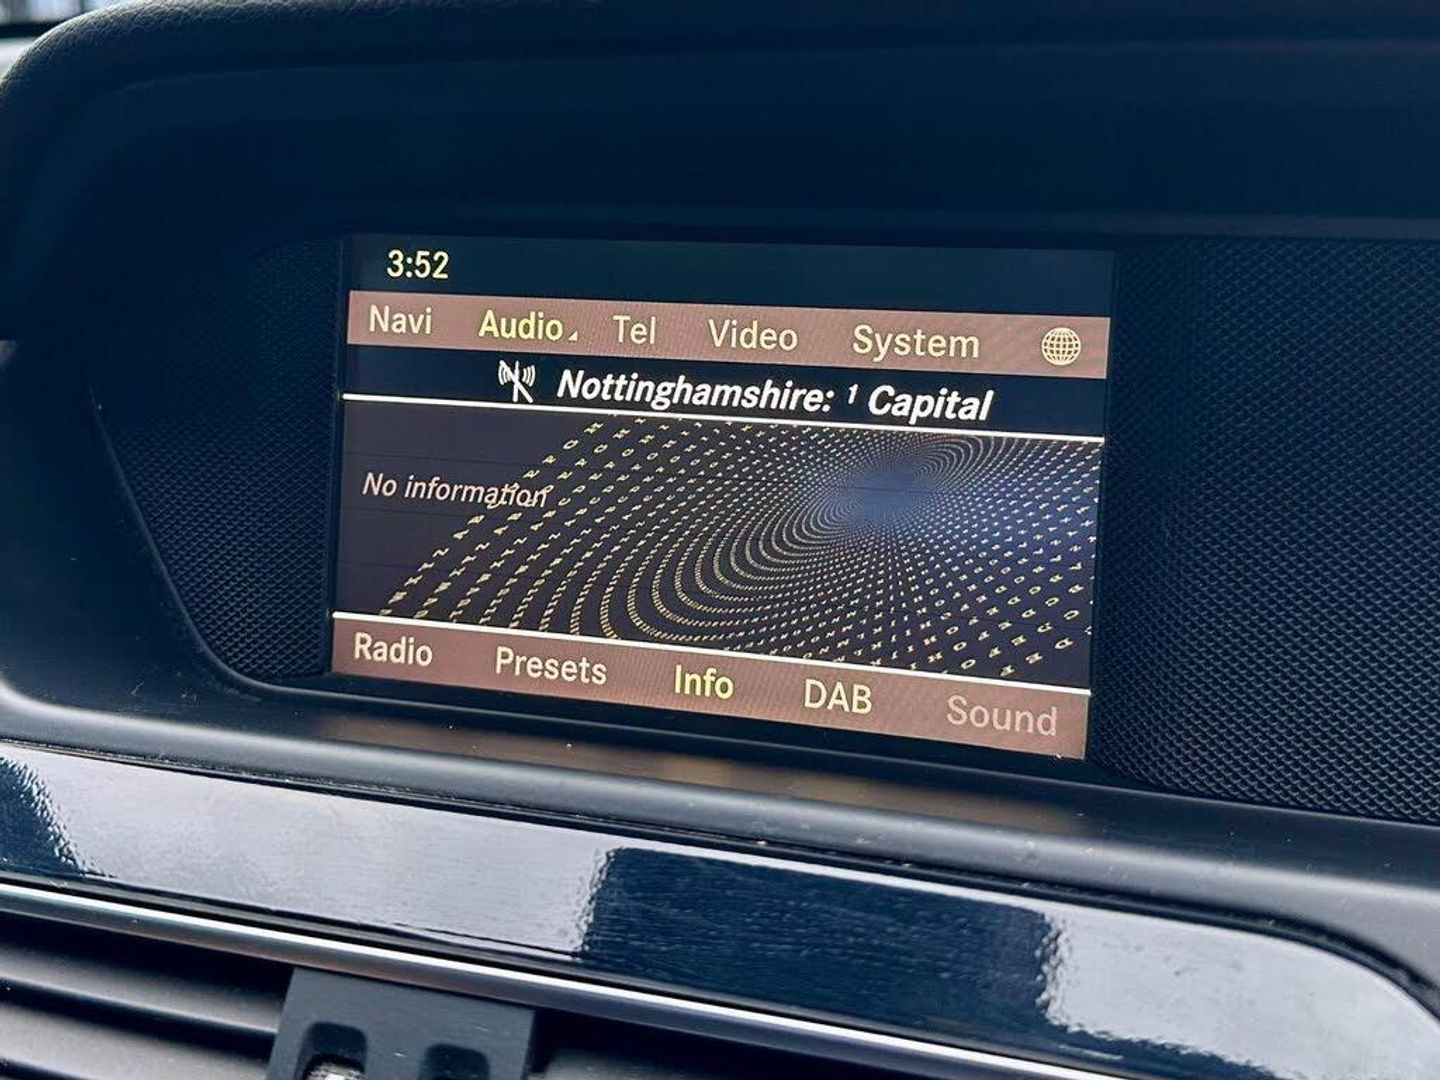 3:52
Navi Audio Tel Video System
Nottinghamshire: 1 Capital
No information
Radio Presets Info DAB Sound